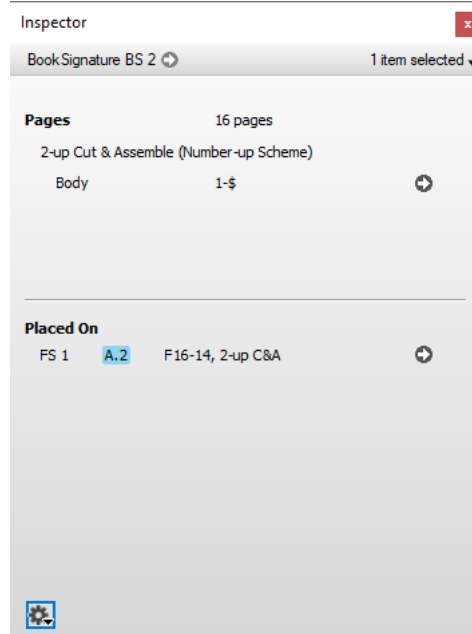 Inspector x
BookSignature BS 2 1 item selected
Pages 16 pages
2-up Cut & Assemble (Number-up Scheme)
Body 1-$
Placed On
FS 1 A.2 F16-14, 2-up C&A